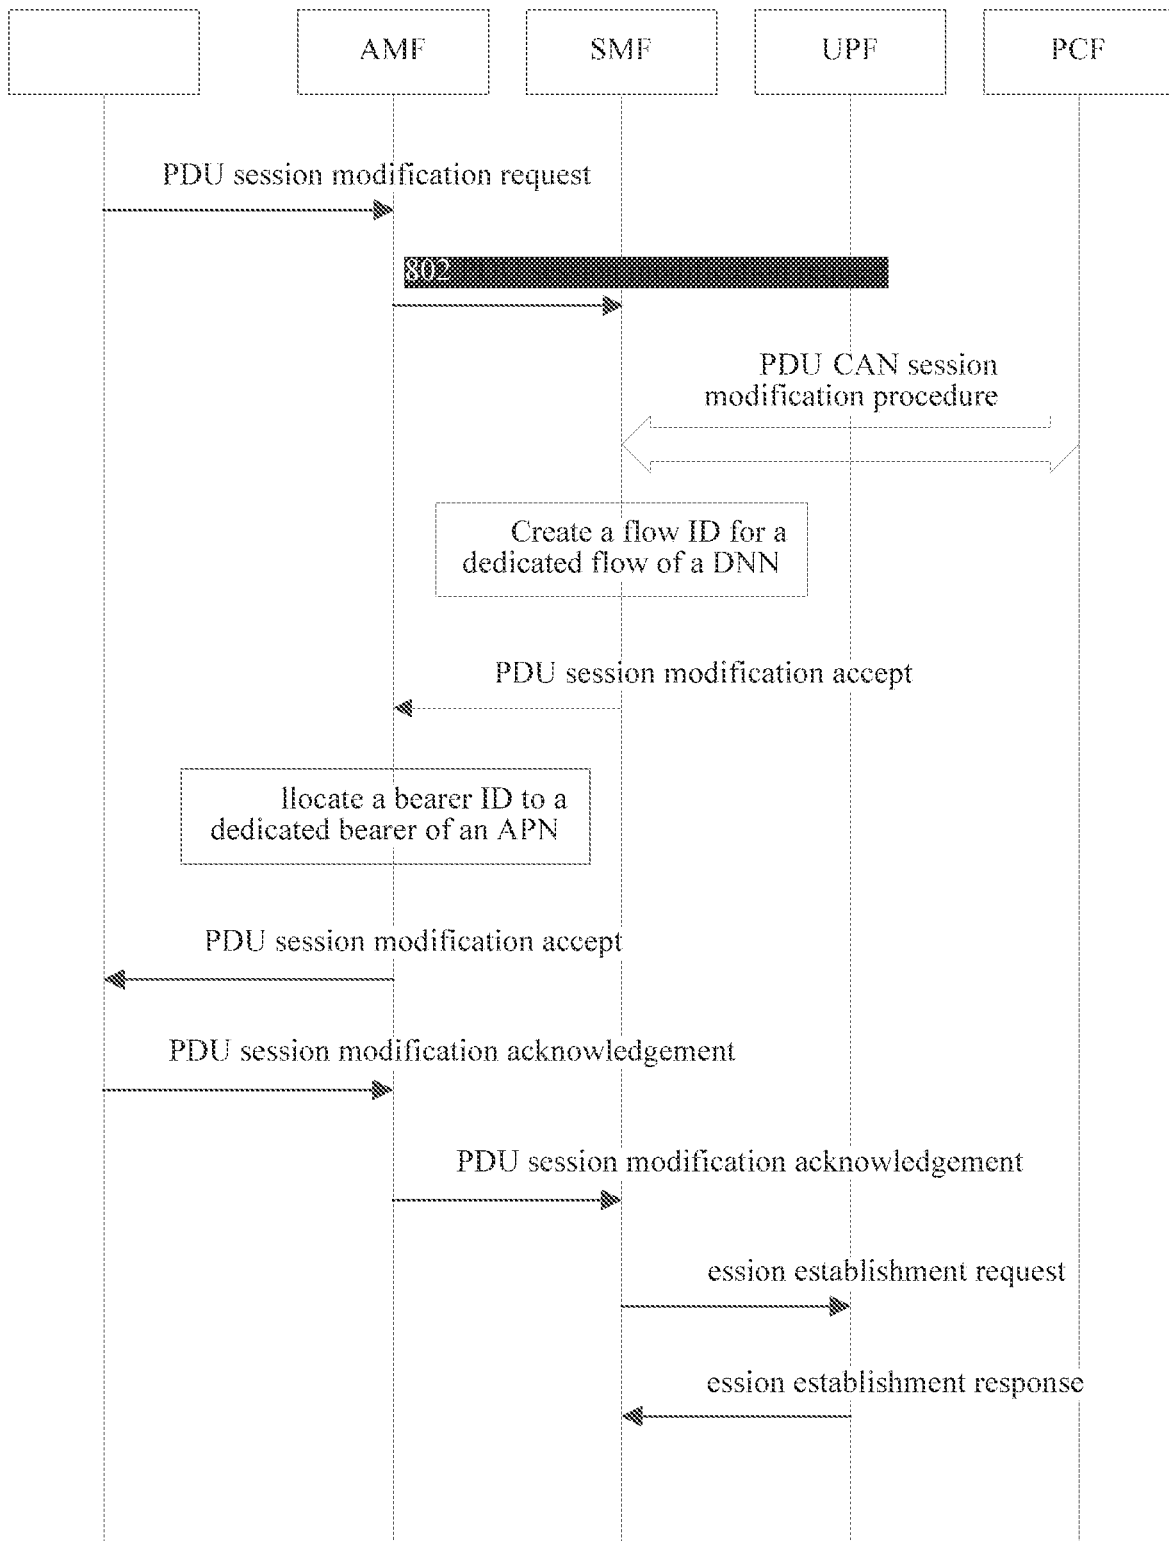 AMF
SMF
UPF
PCF
PDU session modification request
802
PDU CAN session
modification procedure
Create a flow ID for a
dedicated flow of a DNN
PDU session modification accept
llocate a bearer ID to a
dedicated bearer of an APN
PDU session modification accept
PDU session modification acknowledgement
PDU session modification acknowledgement
ession establishment request
ession establishment response